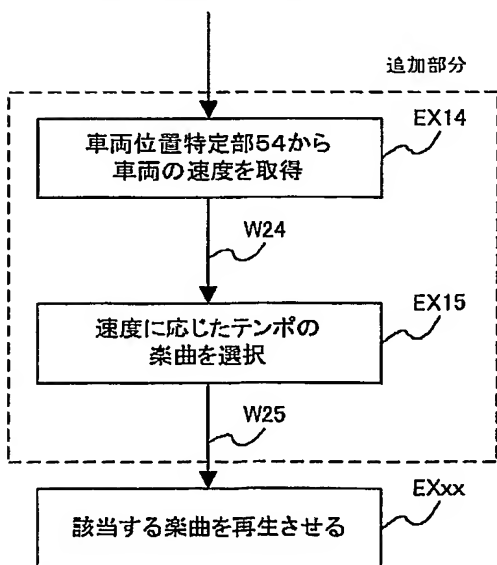 追加部分
EX14
車両位置特定部54から
車両の速度を取得
W24
EX15
速度に応じたテンポの
楽曲を選択
W25
EXxx
該当する楽曲を再生させる